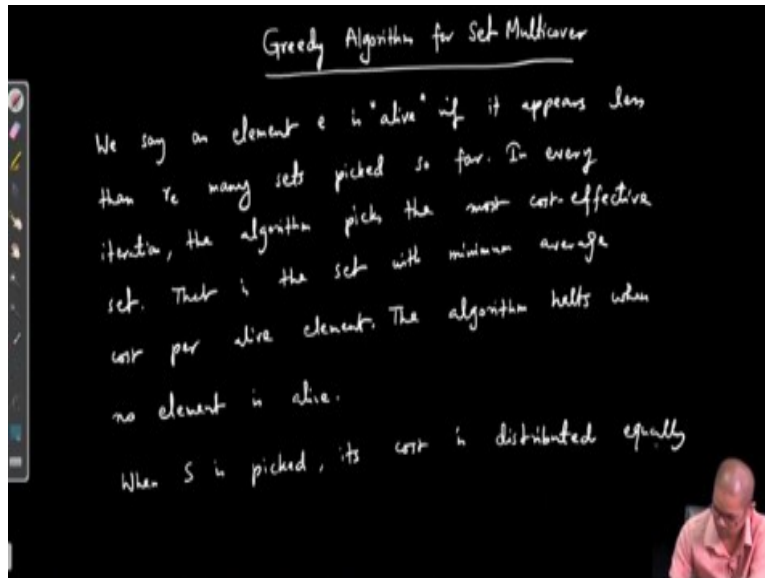 Greedy Algorithm for Set Multicover
We say an element e is "alive" if it appears less
than re many sets picked so far. In every
iteration, the algorithm picks the most cost-effective
set. That is the set with minimum average
cost per alive element. The algorithm halts when
no element is alive.
When S is picked, its cost is distributed equally